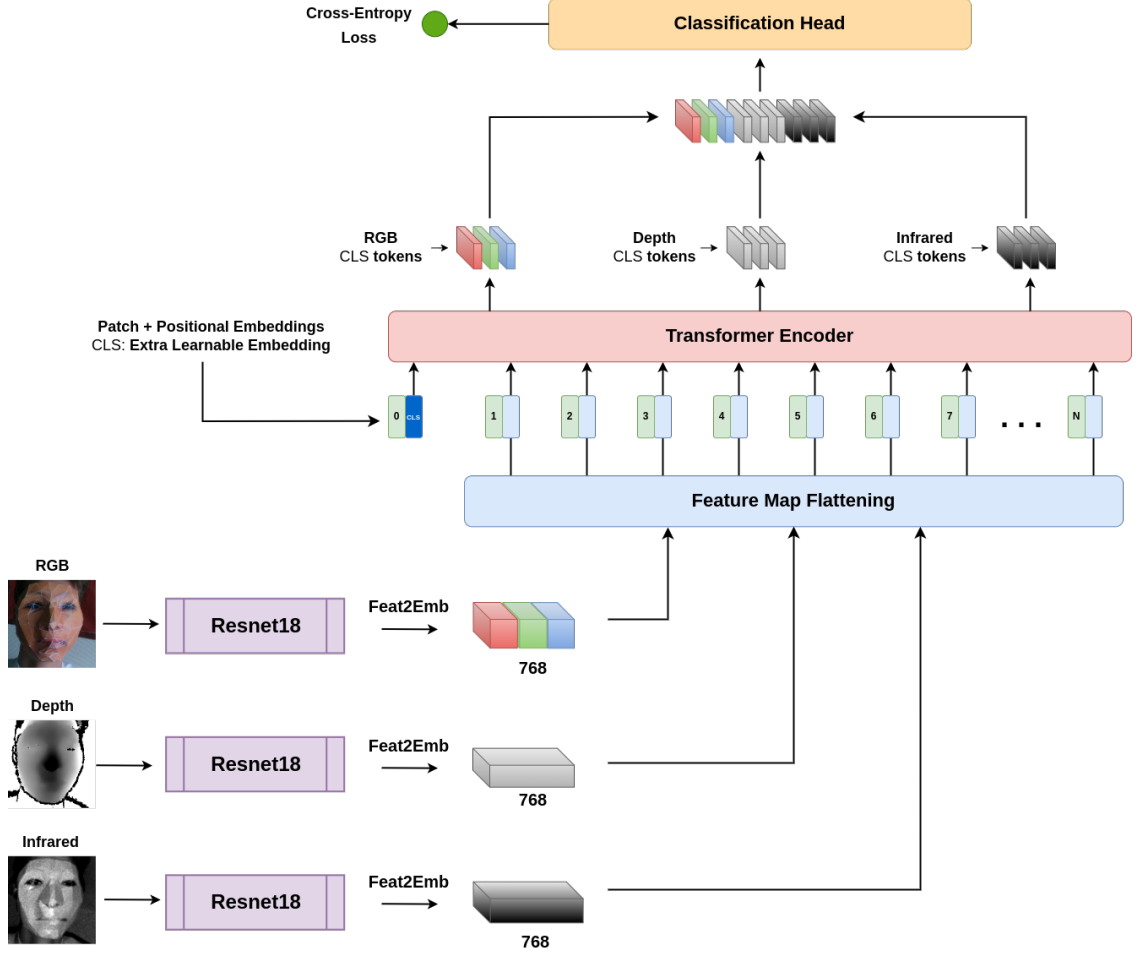 Cross-Entropy
Loss
Classification Head
RGB
CLS tokens
Depth
CLS tokens
Infrared
CLS tokens
Patch + Positional Embeddings
CLS: Extra Learnable Embedding
Transformer Encoder
0 CLS 1 2 3 4 5 6 7 ... N
Feature Map Flattening
RGB
Resnet18
Feat2Emb
768
Depth
Resnet18
Feat2Emb
768
Infrared
Resnet18
Feat2Emb
768